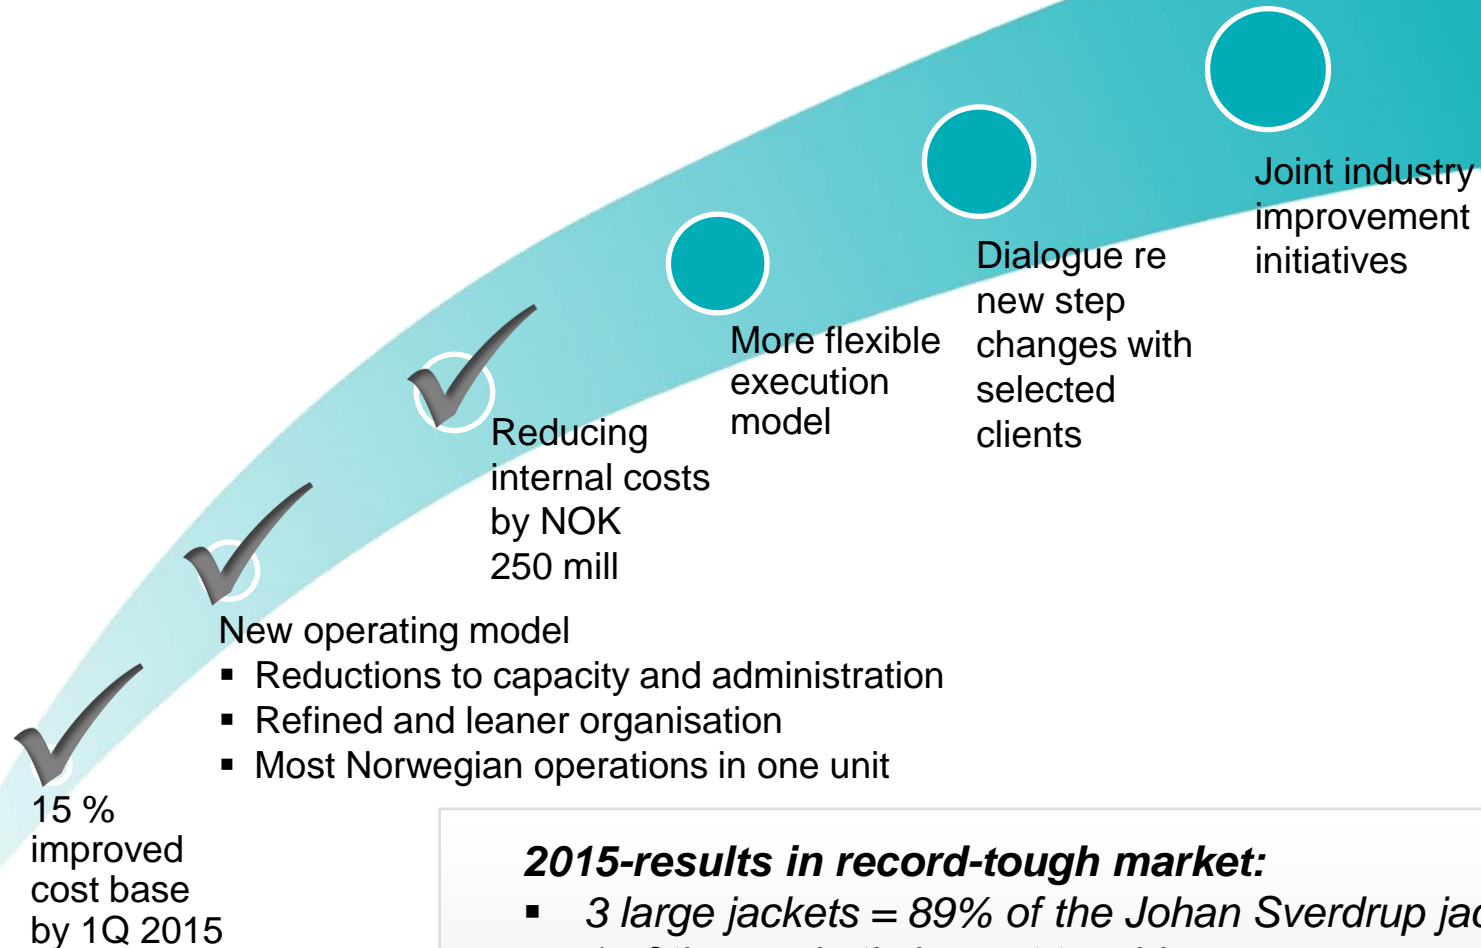 Joint industry
improvement
initiatives
Dialogue re
new step
changes with
selected
clients
More flexible
execution
model
Reducing
internal costs
by NOK
250 mill
New operating model
▪ Reductions to capacity and administration
▪ Refined and leaner organisation
▪ Most Norwegian operations in one unit
15 %
improved
cost base
by 1Q 2015
2015-results in record-tough market:
▪ 3 large jackets = 89% of the Johan Sverdrup